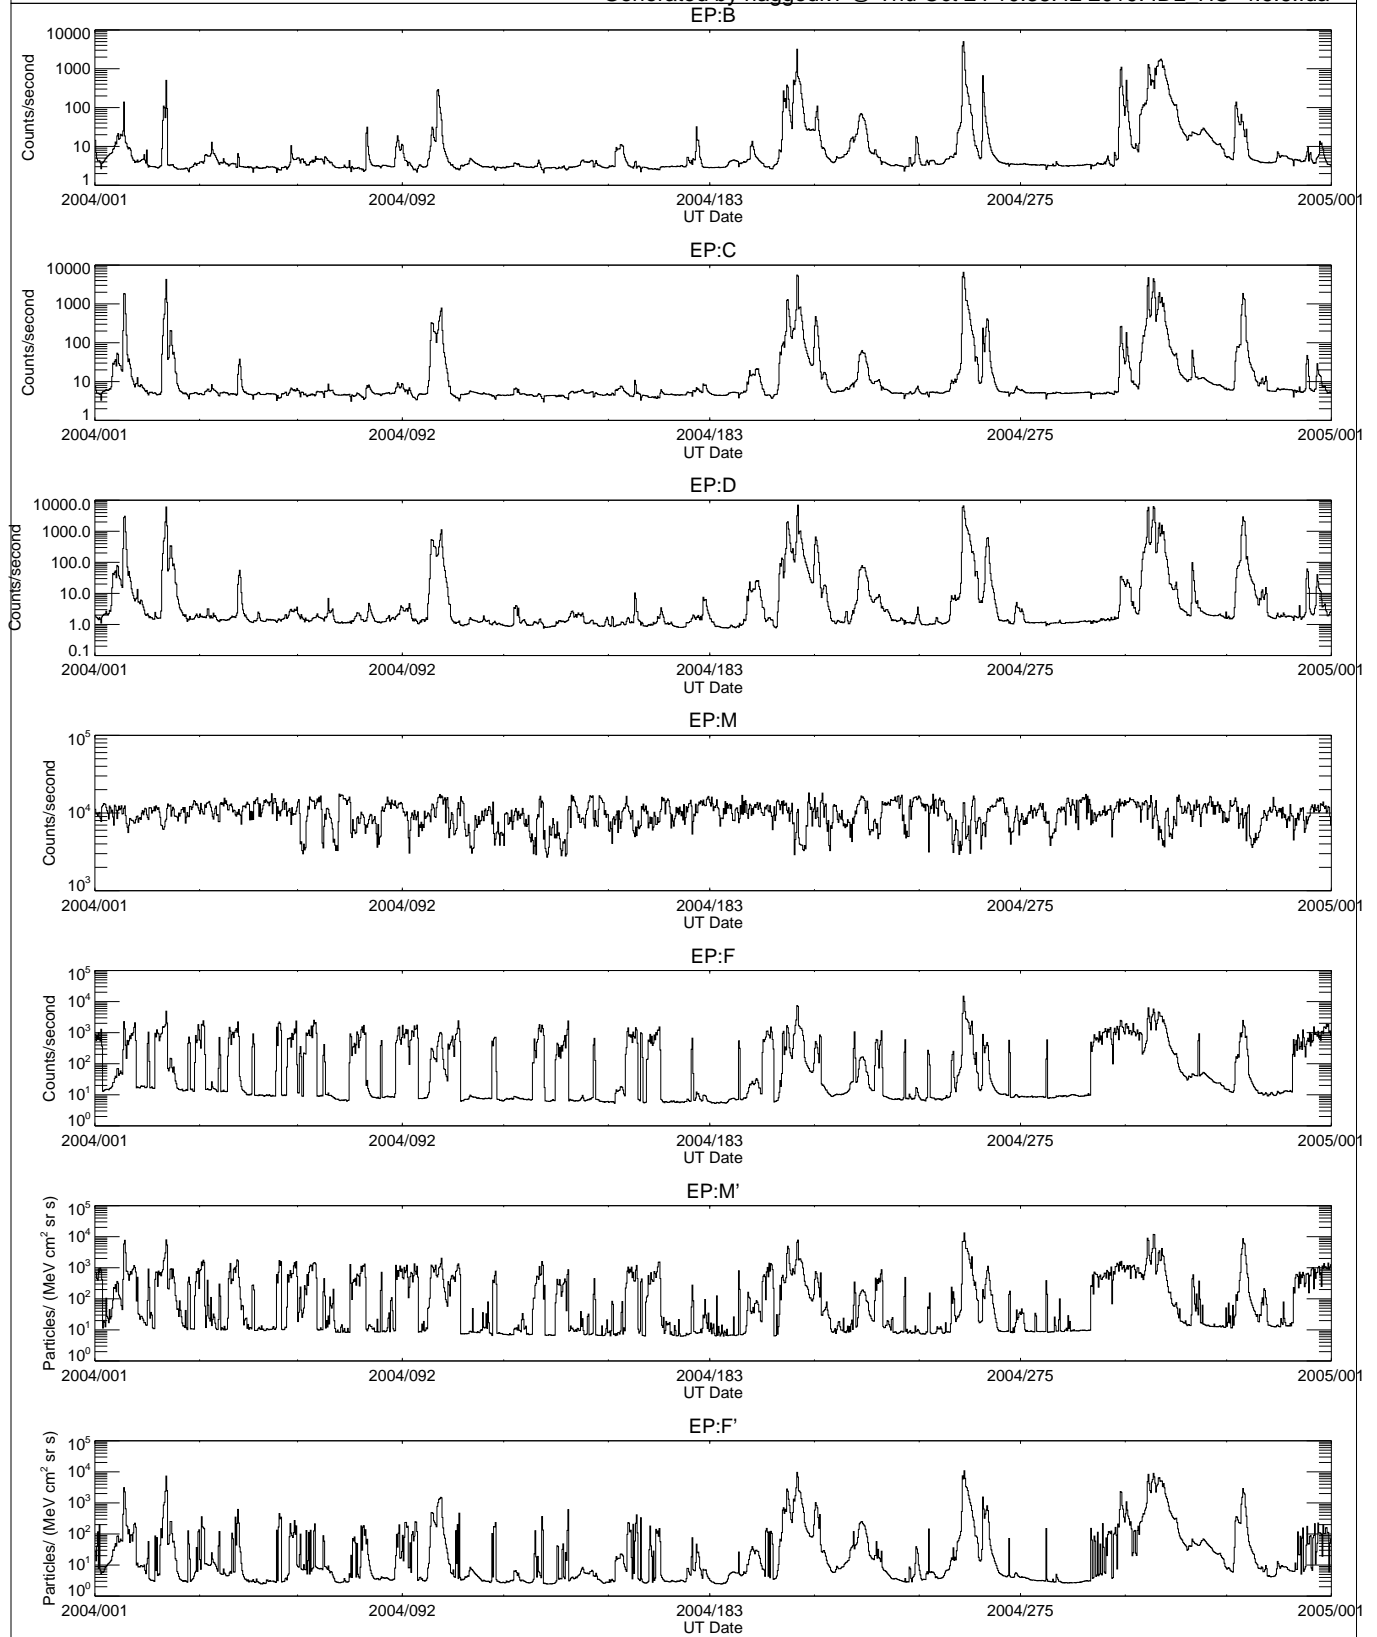 EP:B
10000
1000
100
10
1
Counts/second
2004/001 2004/092 2004/183 2004/275 2005/001
UT Date
EP:C
10000
1000
100
10
1
Counts/second
2004/001 2004/092 2004/183 2004/275 2005/001
UT Date
EP:D
10000.0
1000.0
100.0
10.0
1.0
0.1
Counts/second
2004/001 2004/092 2004/183 2004/275 2005/001
UT Date
EP:M
10⁵
10⁴
10³
Counts/second
2004/001 2004/092 2004/183 2004/275 2005/001
UT Date
EP:F
10⁵
10⁴
10³
10²
10¹
10⁰
Counts/second
2004/001 2004/092 2004/183 2004/275 2005/001
UT Date
EP:M'
10⁵
10⁴
10³
10²
10¹
10⁰
Particles/ (MeV cm² sr s)
2004/001 2004/092 2004/183 2004/275 2005/001
UT Date
EP:F'
10⁵
10⁴
10³
10²
10¹
10⁰
Particles/ (MeV cm² sr s)
2004/001 2004/092 2004/183 2004/275 2005/001
UT Date